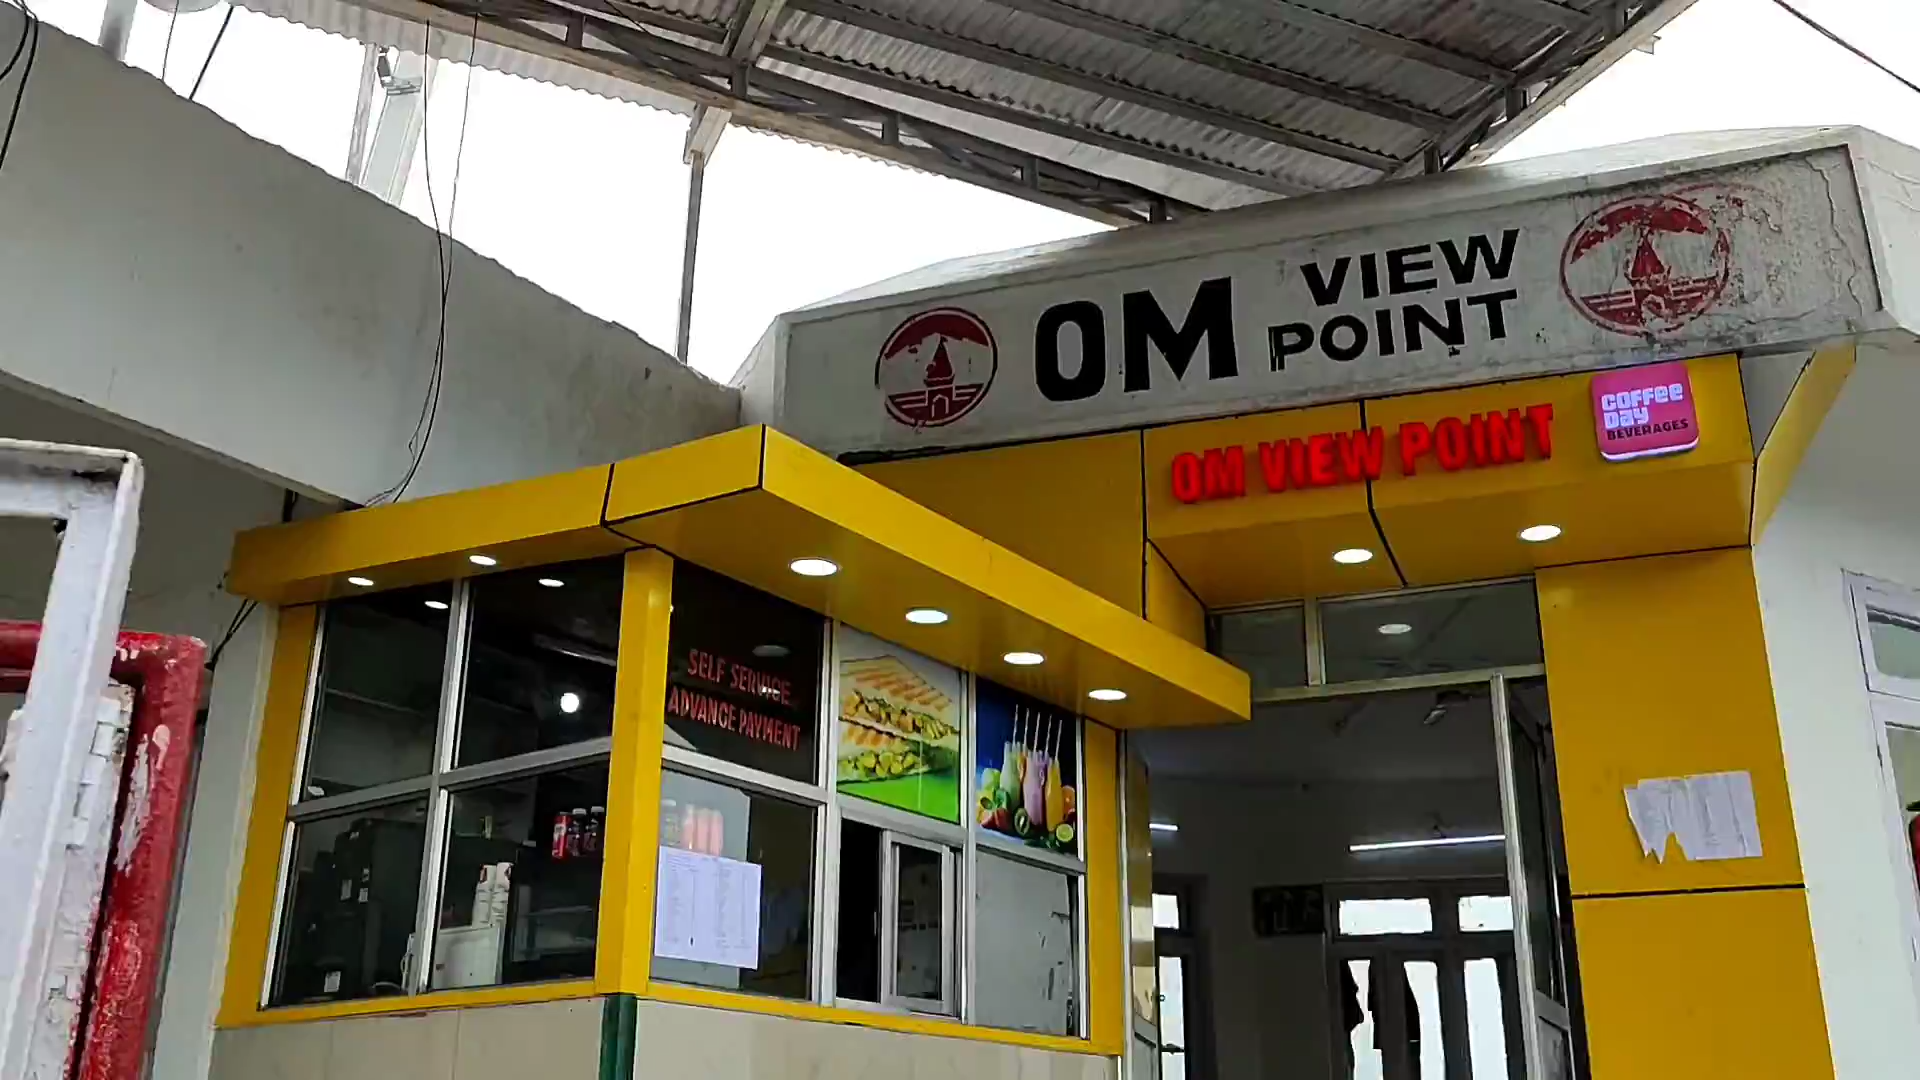 OM VIEW
POINT
OM VIEW POINT
COFFEE
DAY
BEVERAGES
SELF SERVICE
ADVANCE PAYMENT